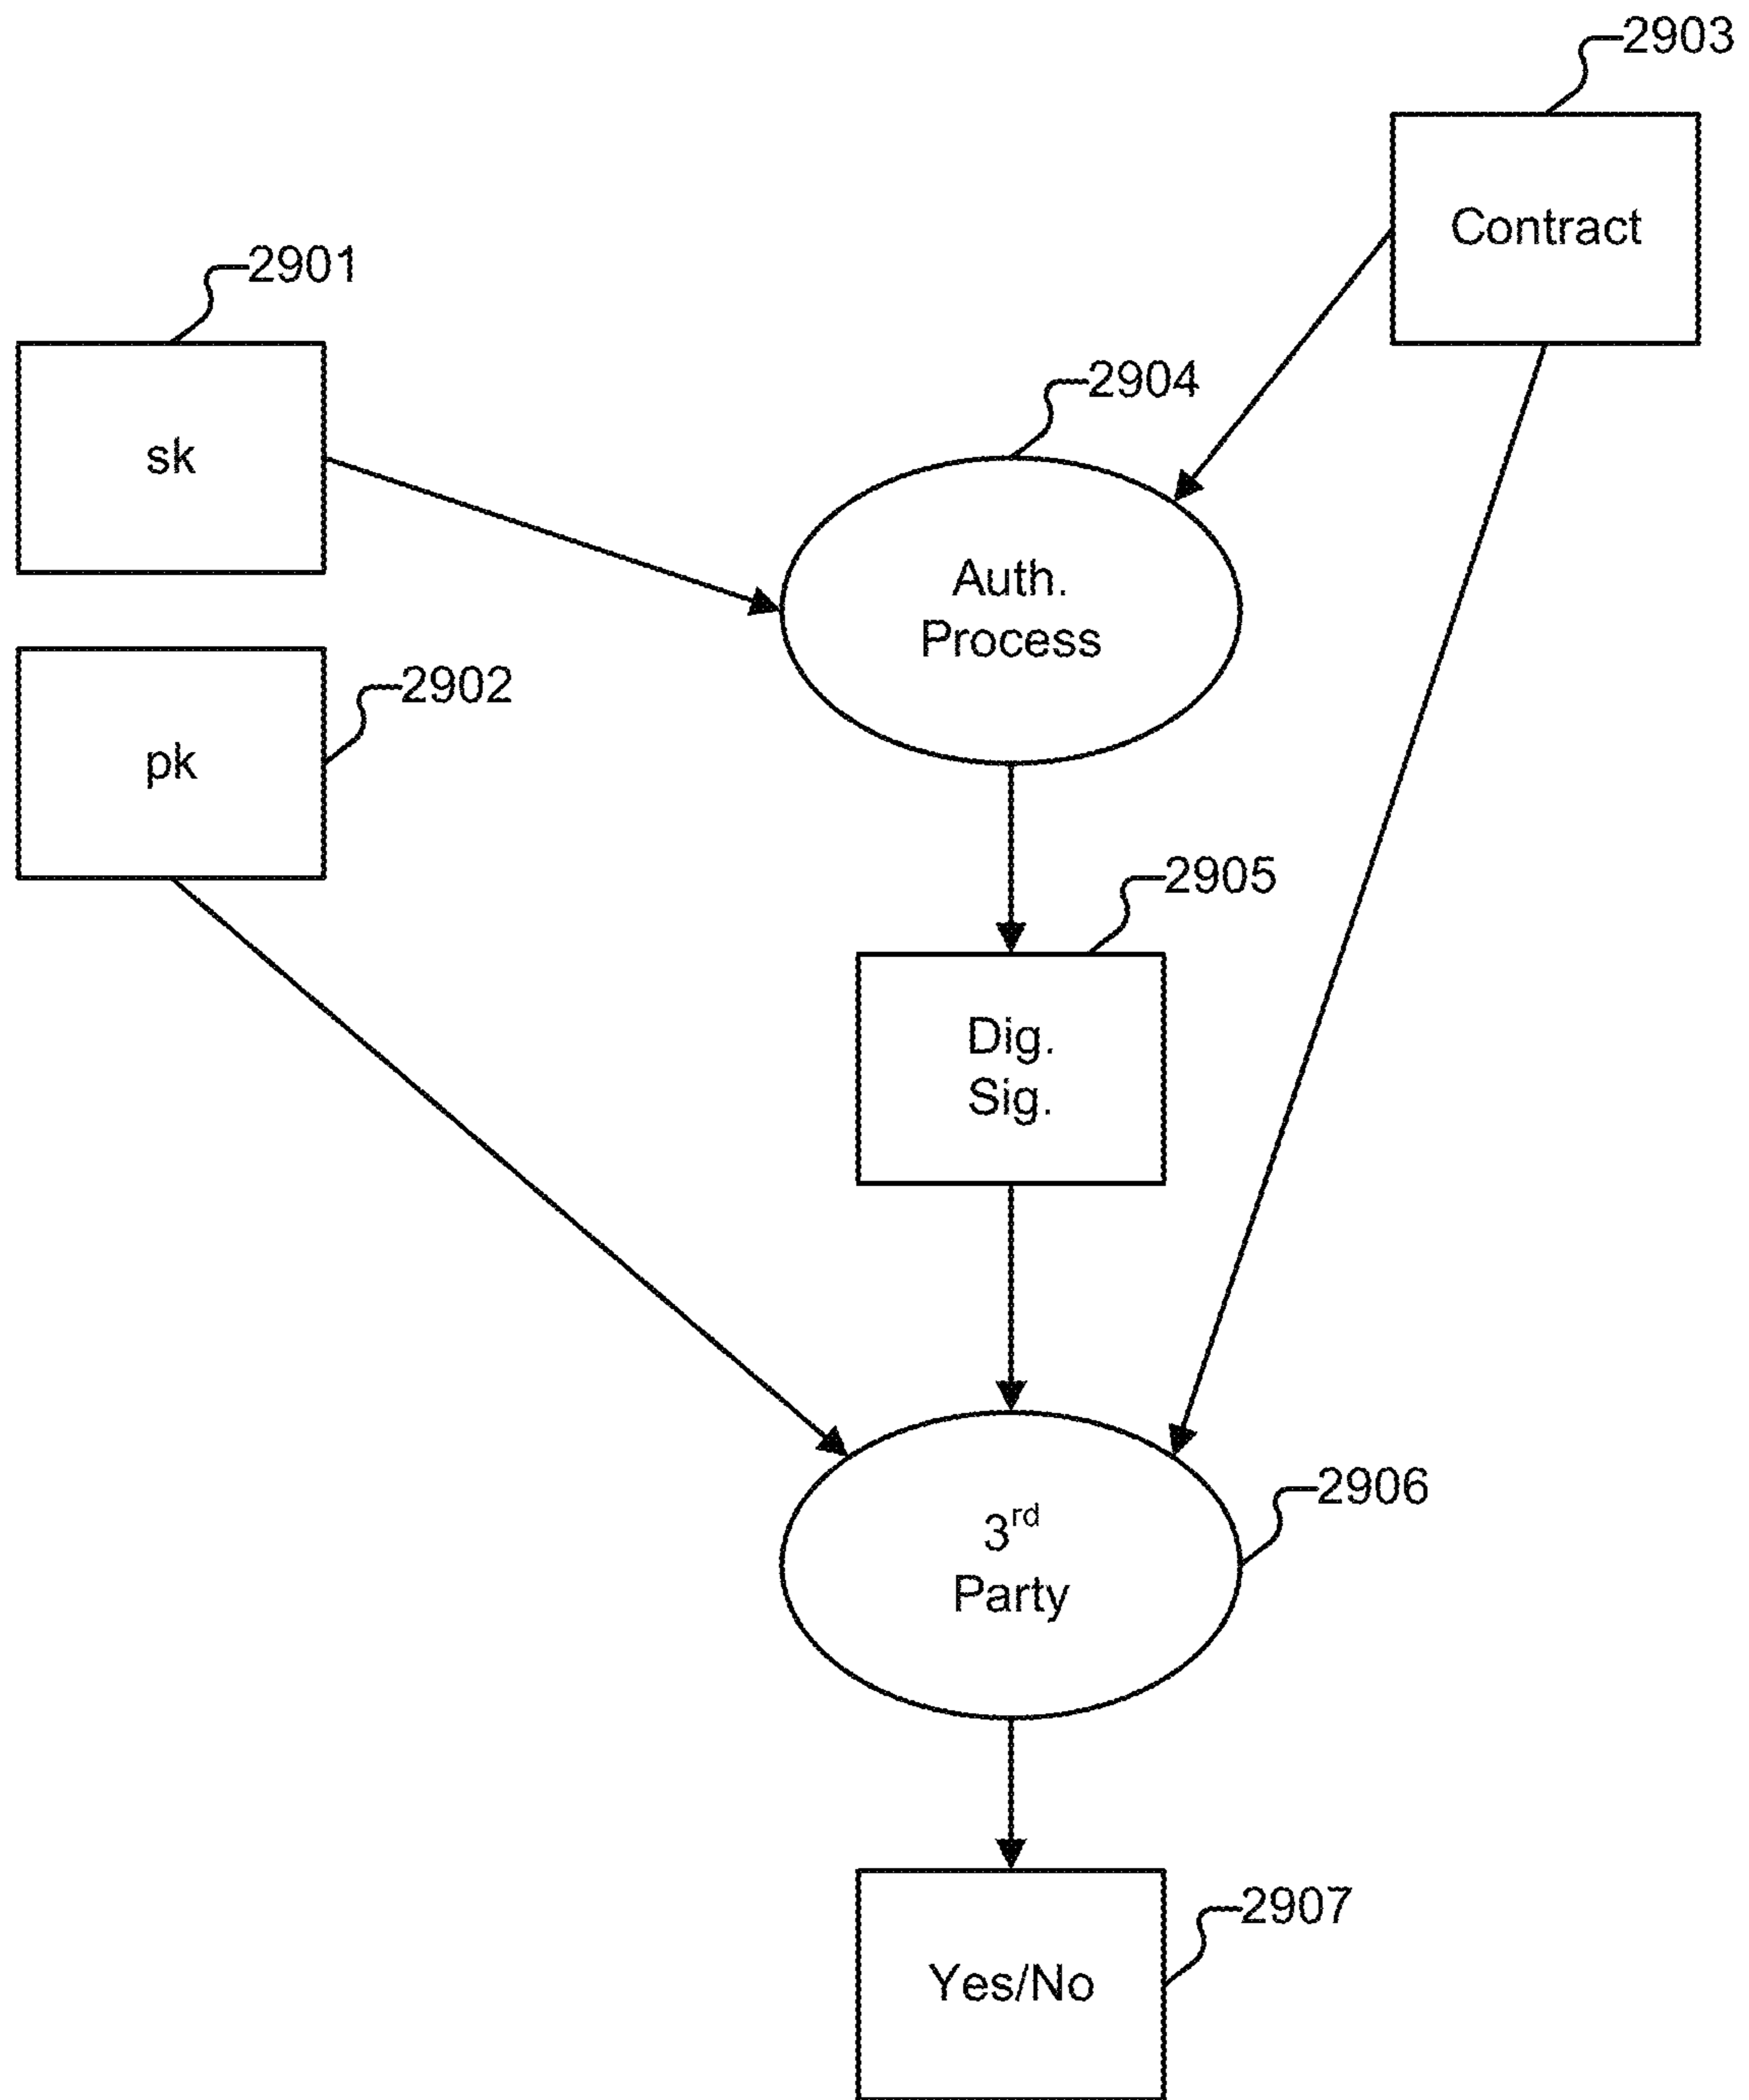 2903
Contract
2901
sk
2904
Auth.
Process
2902
pk
2905
Dig.
Sig.
2906
3rd
Party
2907
Yes/No